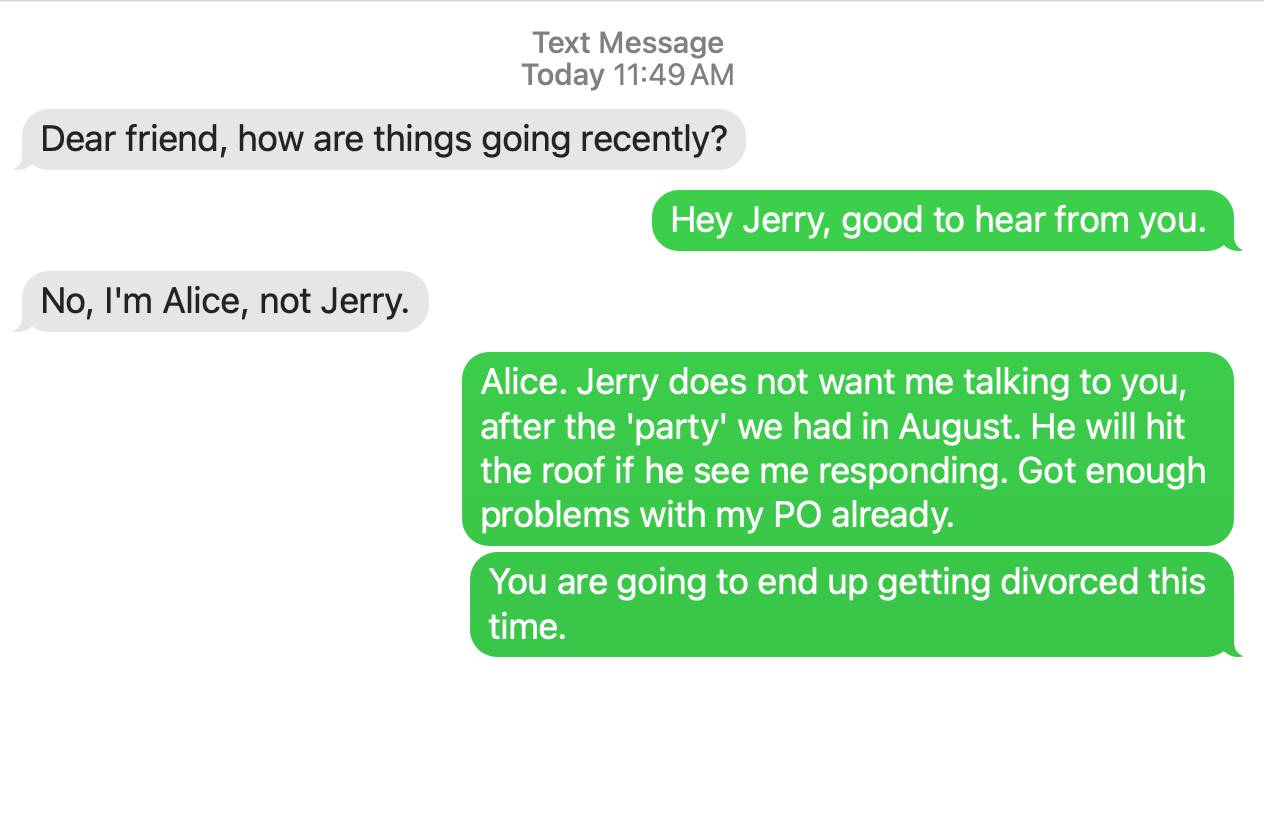 Text Message
Today 11:49 AM
Dear friend, how are things going recently?
Hey Jerry, good to hear from you.
No, I'm Alice, not Jerry.
Alice. Jerry does not want me talking to you,
after the 'party' we had in August. He will hit
the roof if he see me responding. Got enough
problems with my PO already.
You are going to end up getting divorced this
time.